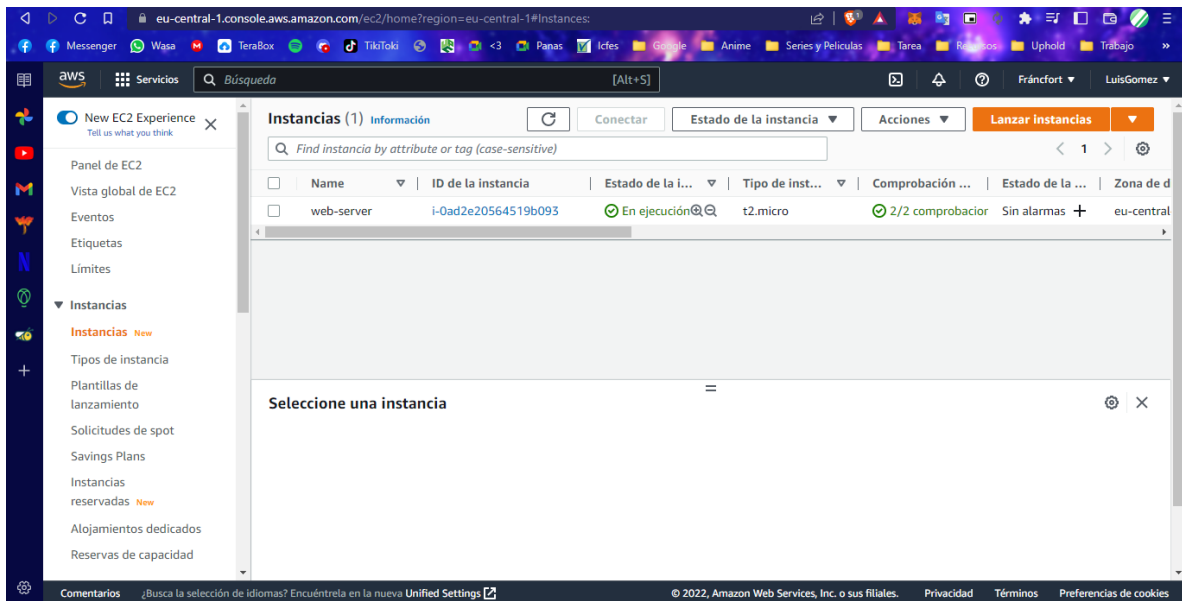 eu-central-1.console.aws.amazon.com/ec2/home?region=eu-central-1#Instances:
Messenger Wasa TeraBox TikiToki <3 Panas Icfes Google Anime Series y Peliculas Tarea Uphold Trabajo »
aws Servicios Búsqueda [Alt+S] Fráncfort ▼ LuisGomez ▼
New EC2 Experience
Tell us what you think
Panel de EC2
Vista global de EC2
Eventos
Etiquetas
Límites
▼ Instancias
Instancias New
Tipos de instancia
Plantillas de
lanzamiento
Solicitudes de spot
Savings Plans
Instancias
reservadas New
Alojamientos dedicados
Reservas de capacidad
Instancias (1) Información Conectar Estado de la instancia ▼ Acciones ▼ Lanzar instancias ▼
Find instancia by attribute or tag (case-sensitive) < 1 >
Name ID de la instancia Estado de la i... Tipo de inst... Comprobación ... Estado de la ... Zona de d
web-server i-0ad2e20564519b093 En ejecución t2.micro 2/2 comprobacior Sin alarmas + eu-central
Seleccione una instancia
Comentarios ¿Busca la selección de idiomas? Encuéntrela en la nueva Unified Settings © 2022, Amazon Web Services, Inc. o sus filiales. Privacidad Términos Preferencias de cookies